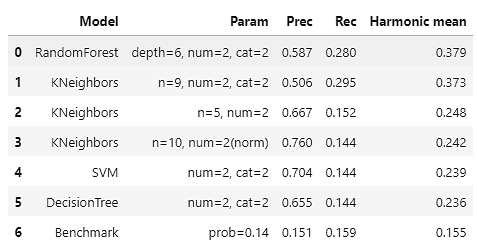 Model Param Prec Rec Harmonic mean
0 RandomForest depth=6, num=2, cat=2 0.587 0.280 0.379
1 KNeighbors n=9, num=2, cat=2 0.506 0.295 0.373
2 KNeighbors n=5, num=2 0.667 0.152 0.248
3 KNeighbors n=10, num=2(norm) 0.760 0.144 0.242
4 SVM num=2, cat=2 0.704 0.144 0.239
5 DecisionTree num=2, cat=2 0.655 0.144 0.236
6 Benchmark prob=0.14 0.151 0.159 0.155